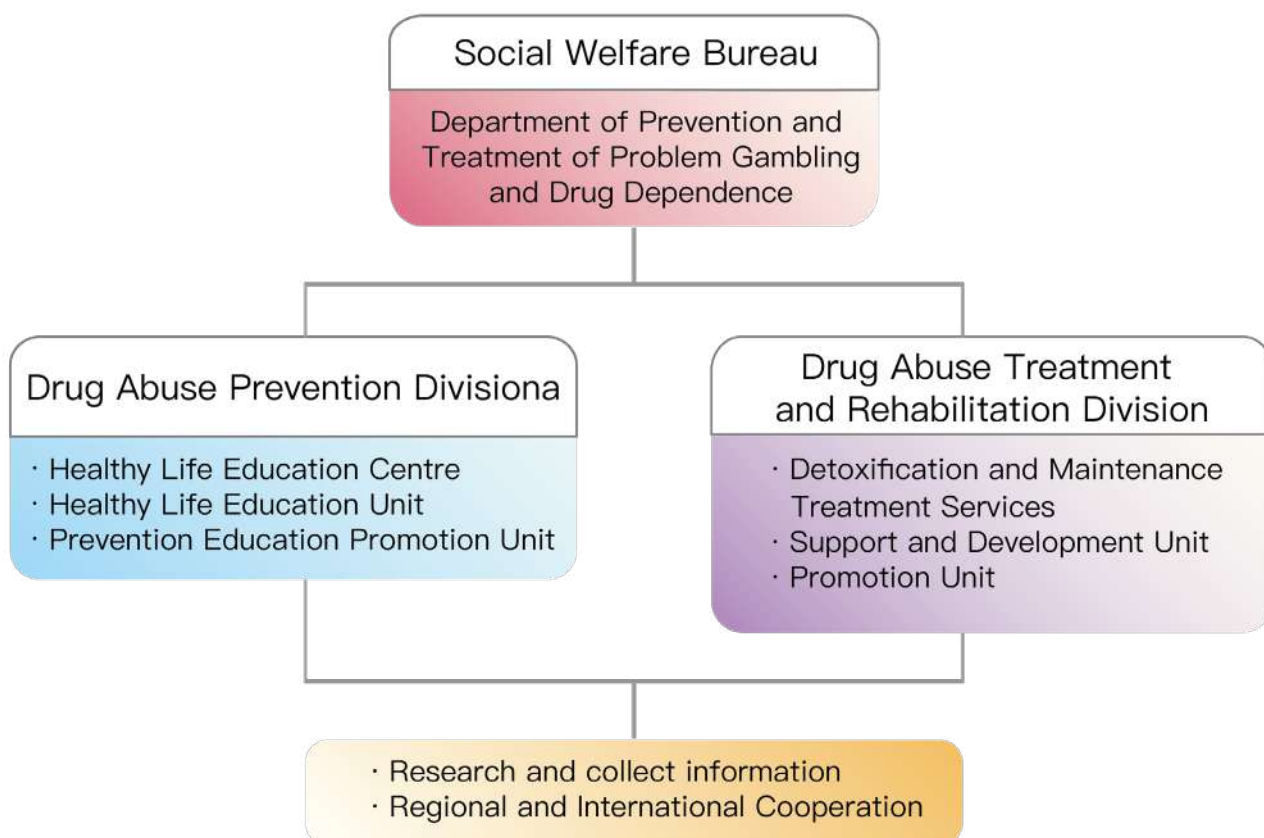 Social Welfare Bureau
Department of Prevention and
Treatment of Problem Gambling
and Drug Dependence
Drug Abuse Prevention Divisiona
· Healthy Life Education Centre
· Healthy Life Education Unit
· Prevention Education Promotion Unit
Drug Abuse Treatment
and Rehabilitation Division
· Detoxification and Maintenance
Treatment Services
· Support and Development Unit
· Promotion Unit
· Research and collect information
· Regional and International Cooperation